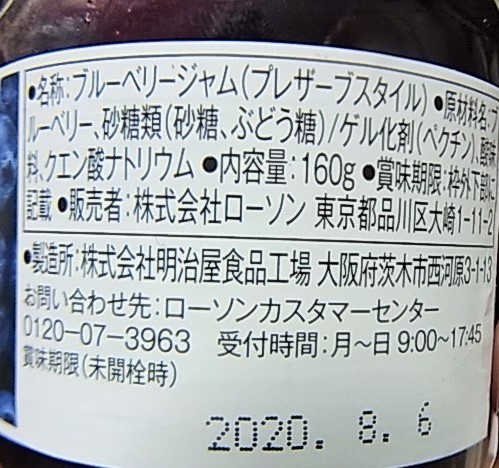 ●名称:ブルーベリージャム(プレザーブスタイル)●原材料名:ブ
ルーベリー、砂糖類(砂糖、ぶどう糖)/ゲル化剤(ペクチン)、酸味
料、クエン酸ナトリウム ●内容量:160g ●賞味期限:枠外下部に
記載 ●販売者:株式会社ローソン 東京都品川区大崎1-11-2
●製造所:株式会社明治屋食品工場 大阪府茨木市西河原3-1-13
お問い合わせ先:ローソンカスタマーセンター
0120-07-3963 受付時間:月〜日 9:00〜17:45
賞味期限(未開栓時)
2020. 8. 6